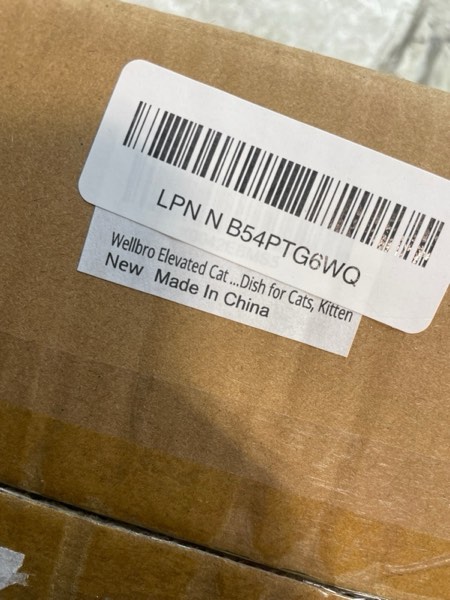 LPN N B54PTG6WQ
Wellbro Elevated Cat ...Dish for Cats, Kitten
New Made In China